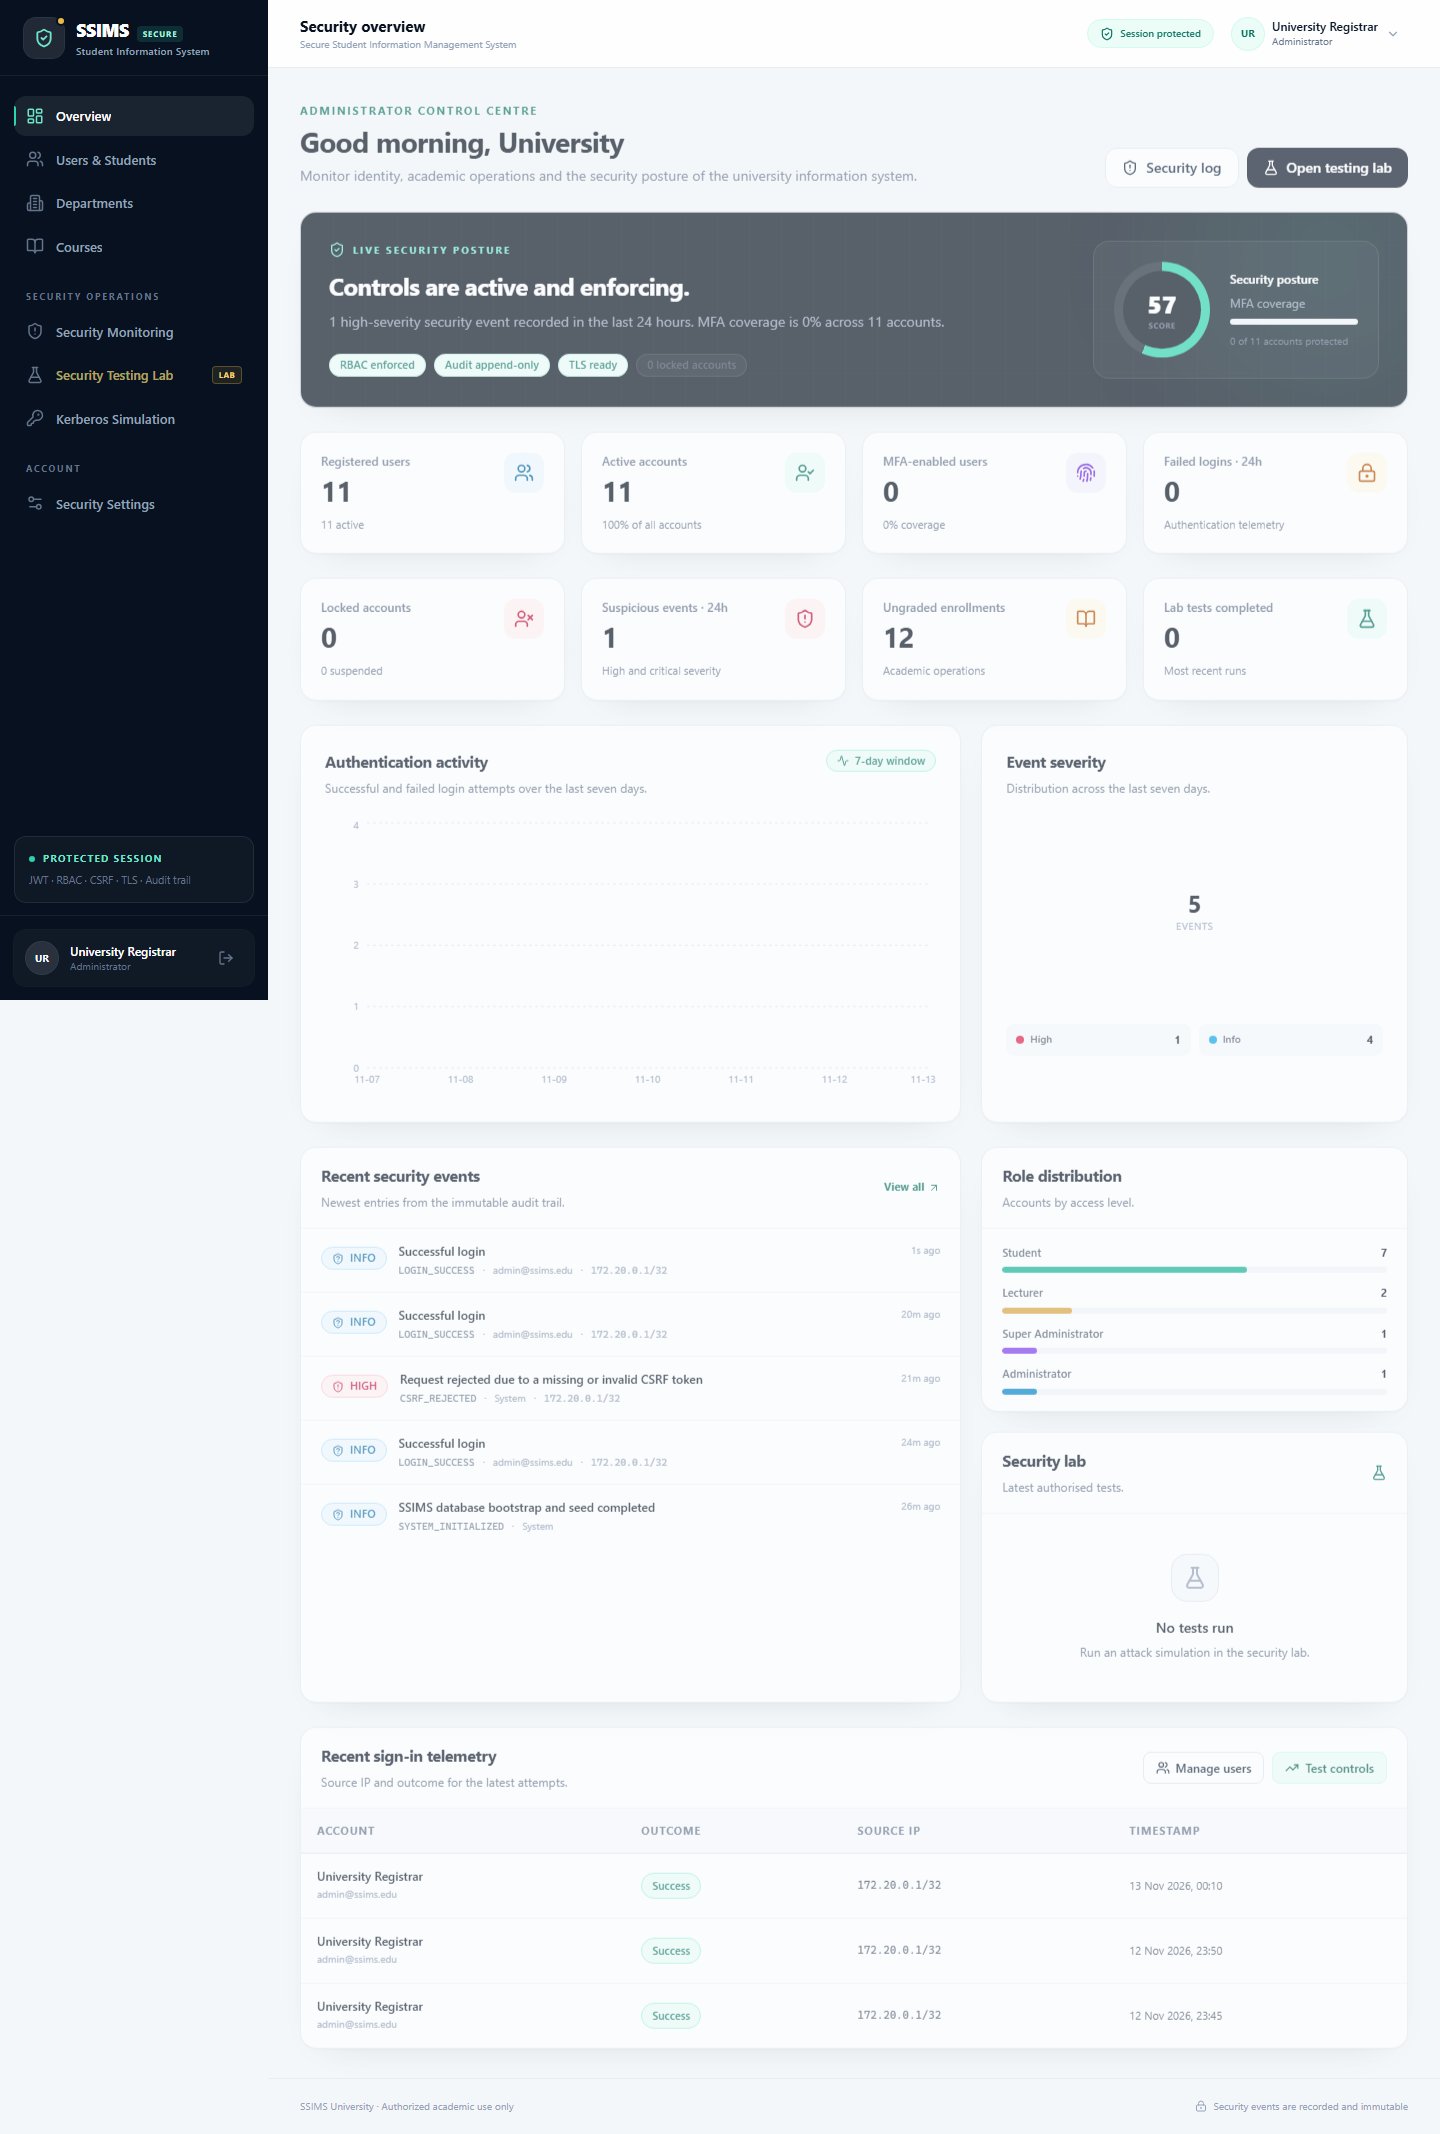 SSIMS SECURE
Student Information System
Overview
Users & Students
Departments
Courses
SECURITY OPERATIONS
Security Monitoring
Security Testing Lab LAB
Kerberos Simulation
ACCOUNT
Security Settings
PROTECTED SESSION
JWT · RBAC · CSRF · TLS · Audit trail
UR
University Registrar
Administrator
Security overview
Secure Student Information Management System
Session protected
UR
University Registrar
Administrator
ADMINISTRATOR CONTROL CENTRE
Good morning, University
Monitor identity, academic operations and the security posture of the university information system.
Security log
Open testing lab
LIVE SECURITY POSTURE
Controls are active and enforcing.
1 high-severity security event recorded in the last 24 hours. MFA coverage is 0% across 11 accounts.
RBAC enforced
Audit append-only
TLS ready
0 locked accounts
57
SCORE
Security posture
MFA coverage
0 of 11 accounts protected
Registered users
11
11 active
Active accounts
11
100% of all accounts
MFA-enabled users
0
0% coverage
Failed logins · 24h
0
Authentication telemetry
Locked accounts
0
0 suspended
Suspicious events · 24h
1
High and critical severity
Ungraded enrollments
12
Academic operations
Lab tests completed
0
Most recent runs
Authentication activity
Successful and failed login attempts over the last seven days.
7-day window
4
3
2
1
0
11-07 11-08 11-09 11-10 11-11 11-12 11-13
Event severity
Distribution across the last seven days.
5
EVENTS
High 1
Info 4
Recent security events
Newest entries from the immutable audit trail.
View all
INFO
Successful login
LOGIN_SUCCESS · admin@ssims.edu · 172.20.0.1/32
1s ago
INFO
Successful login
LOGIN_SUCCESS · admin@ssims.edu · 172.20.0.1/32
20m ago
HIGH
Request rejected due to a missing or invalid CSRF token
CSRF_REJECTED · System · 172.20.0.1/32
21m ago
INFO
Successful login
LOGIN_SUCCESS · admin@ssims.edu · 172.20.0.1/32
24m ago
INFO
SSIMS database bootstrap and seed completed
SYSTEM_INITIALIZED · System
26m ago
Role distribution
Accounts by access level.
Student 7
Lecturer 2
Super Administrator 1
Administrator 1
Security lab
Latest authorised tests.
No tests run
Run an attack simulation in the security lab.
Recent sign-in telemetry
Source IP and outcome for the latest attempts.
Manage users
Test controls
ACCOUNT OUTCOME SOURCE IP TIMESTAMP
University Registrar
admin@ssims.edu
Success
172.20.0.1/32
13 Nov 2026, 00:10
University Registrar
admin@ssims.edu
Success
172.20.0.1/32
12 Nov 2026, 23:50
University Registrar
admin@ssims.edu
Success
172.20.0.1/32
12 Nov 2026, 23:45
SSIMS University · Authorized academic use only
Security events are recorded and immutable